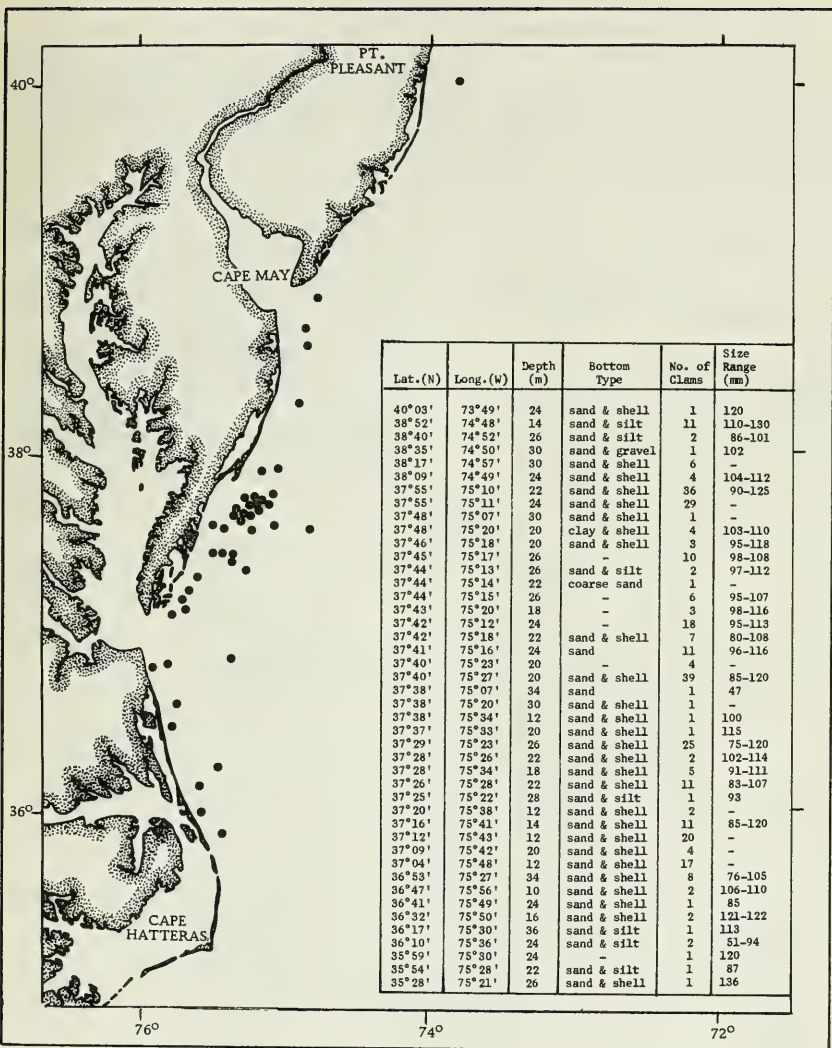 PT.
PLEASANT
40°
CAPE MAY
38°
36°
CAPE
HATTERAS
76°
74°
72°
Lat.(N) Long.(W) Depth (m) Bottom Type No. of Clams Size Range (mm)
40°03' 73°49' 24 sand & shell 1 120
38°52' 74°48' 14 sand & silt 11 110-130
38°40' 74°52' 26 sand & silt 2 86-101
38°35' 74°50' 30 sand & gravel 1 102
38°17' 74°57' 30 sand & shell 6 -
38°09' 74°49' 24 sand & shell 4 104-112
37°55' 75°10' 22 sand & shell 36 90-125
37°55' 75°11' 24 sand & shell 29 -
37°48' 75°07' 30 sand & shell 1 -
37°48' 75°20' 20 clay & shell 4 103-110
37°46' 75°18' 20 sand & shell 3 95-118
37°45' 75°17' 26 - 10 98-108
37°44' 75°13' 26 sand & silt 2 97-112
37°44' 75°14' 22 coarse sand 1 -
37°44' 75°15' 26 - 6 95-107
37°43' 75°20' 18 - 3 98-116
37°42' 75°12' 24 - 18 95-113
37°42' 75°18' 22 sand & shell 7 80-108
37°41' 75°16' 24 sand 11 96-116
37°40' 75°23' 20 - 4 -
37°40' 75°27' 20 sand & shell 39 85-120
37°38' 75°07' 34 sand 1 47
37°38' 75°20' 30 sand & shell 1 -
37°38' 75°34' 12 sand & shell 1 100
37°37' 75°33' 20 sand & shell 1 115
37°29' 75°23' 26 sand & shell 25 75-120
37°28' 75°26' 22 sand & shell 2 102-114
37°28' 75°34' 18 sand & shell 5 91-111
37°26' 75°28' 22 sand & shell 11 83-107
37°25' 75°22' 28 sand & silt 1 93
37°20' 75°38' 12 sand & shell 2 -
37°16' 75°41' 14 sand & shell 11 85-120
37°12' 75°43' 12 sand & shell 20 -
37°09' 75°42' 20 sand & shell 4 -
37°04' 75°48' 12 sand & shell 17 -
36°53' 75°27' 34 sand & shell 8 76-105
36°47' 75°56' 10 sand & shell 2 106-110
36°41' 75°49' 24 sand & shell 1 85
36°32' 75°50' 16 sand & shell 2 121-122
36°17' 75°30' 36 sand & silt 1 113
36°10' 75°36' 24 sand & silt 2 51-94
35°59' 75°30' 24 - 1 120
35°54' 75°28' 22 sand & silt 1 87
35°28' 75°21' 26 sand & shell 1 136